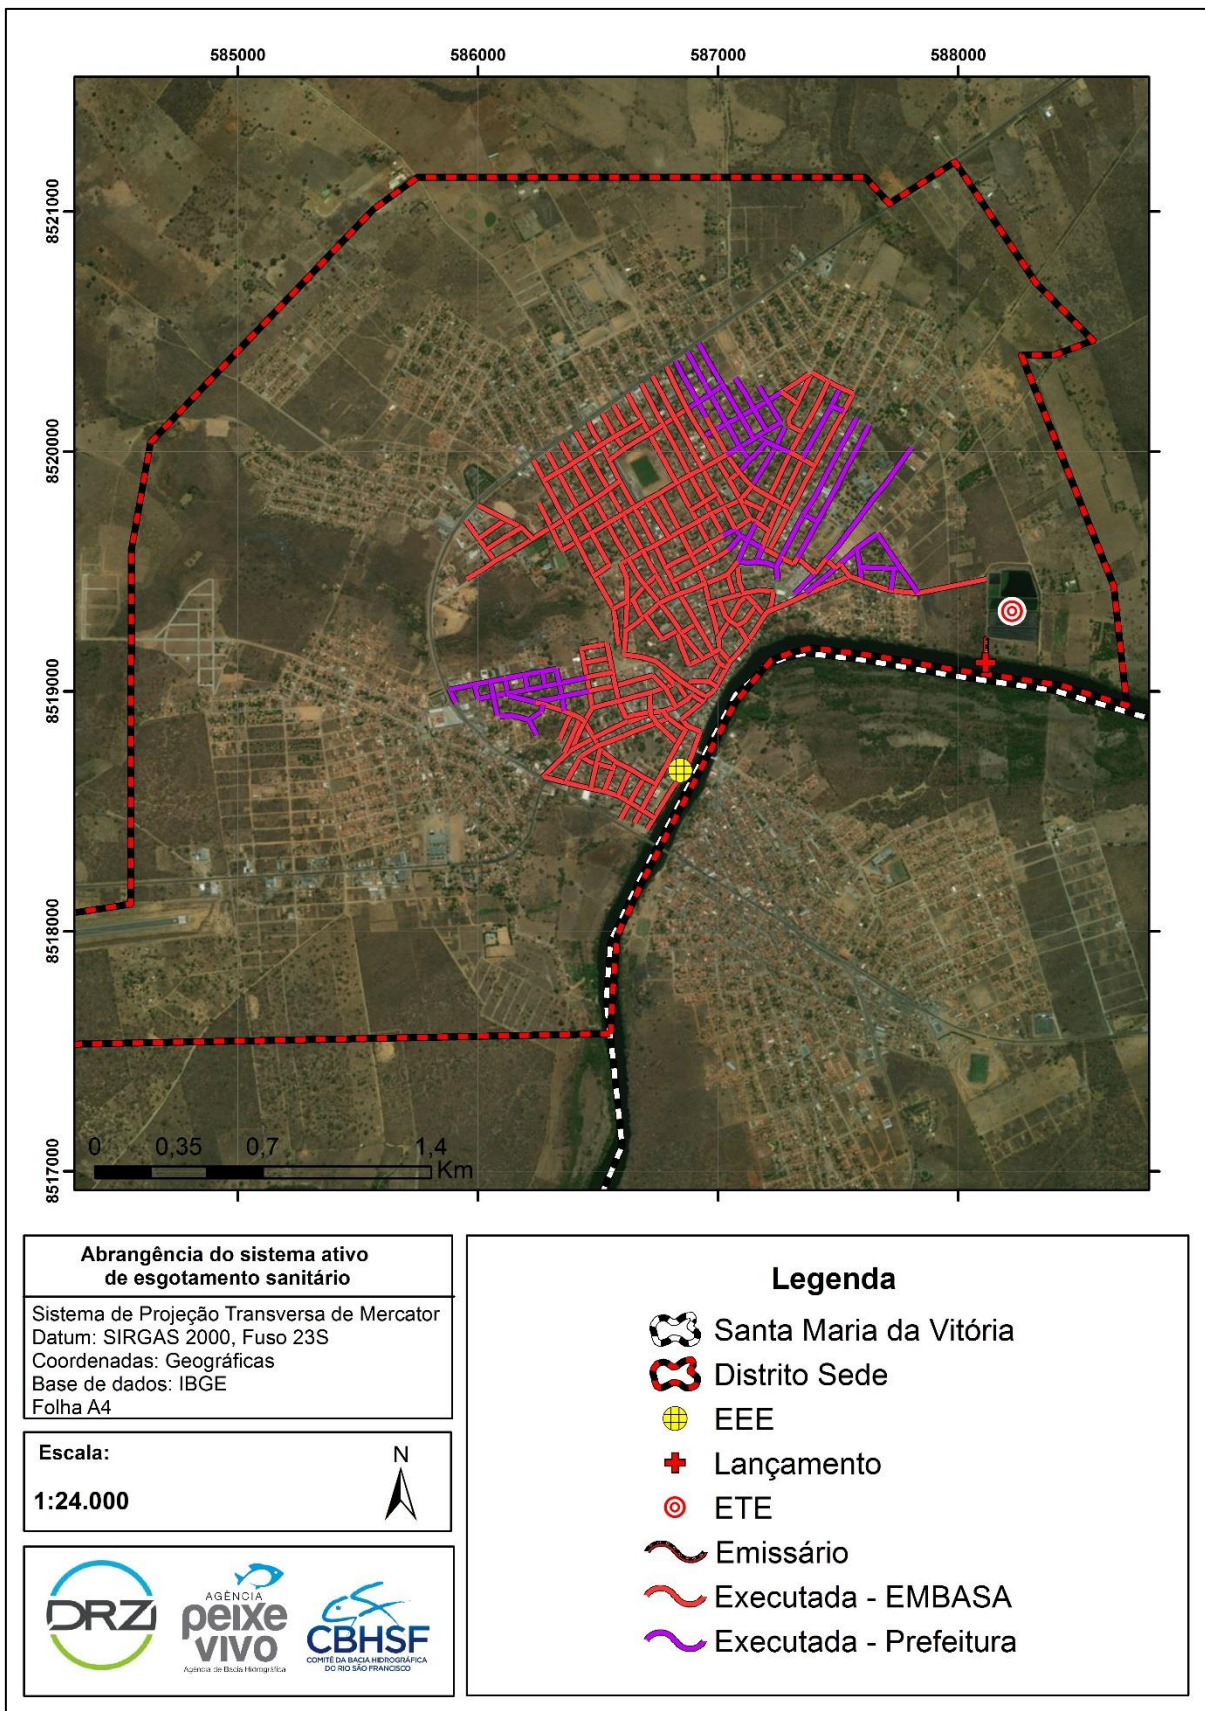 585000 586000 587000 588000
8521000
8520000
8519000
8518000
8517000
0 0,35 0,7 1,4
Km
Abrangência do sistema ativo
de esgotamento sanitário
Sistema de Projeção Transversa de Mercator
Datum: SIRGAS 2000, Fuso 23S
Coordenadas: Geográficas
Base de dados: IBGE
Folha A4
Escala:
N
1:24.000
DRZ
AGÊNCIA
peixe
vivo
Agência de Bacia Hidrográfica
CBHSF
COMITÊ DA BACIA HIDROGRÁFICA
DO RIO SÃO FRANCISCO
Legenda
Santa Maria da Vitória
Distrito Sede
EEE
Lançamento
ETE
Emissário
Executada - EMBASA
Executada - Prefeitura